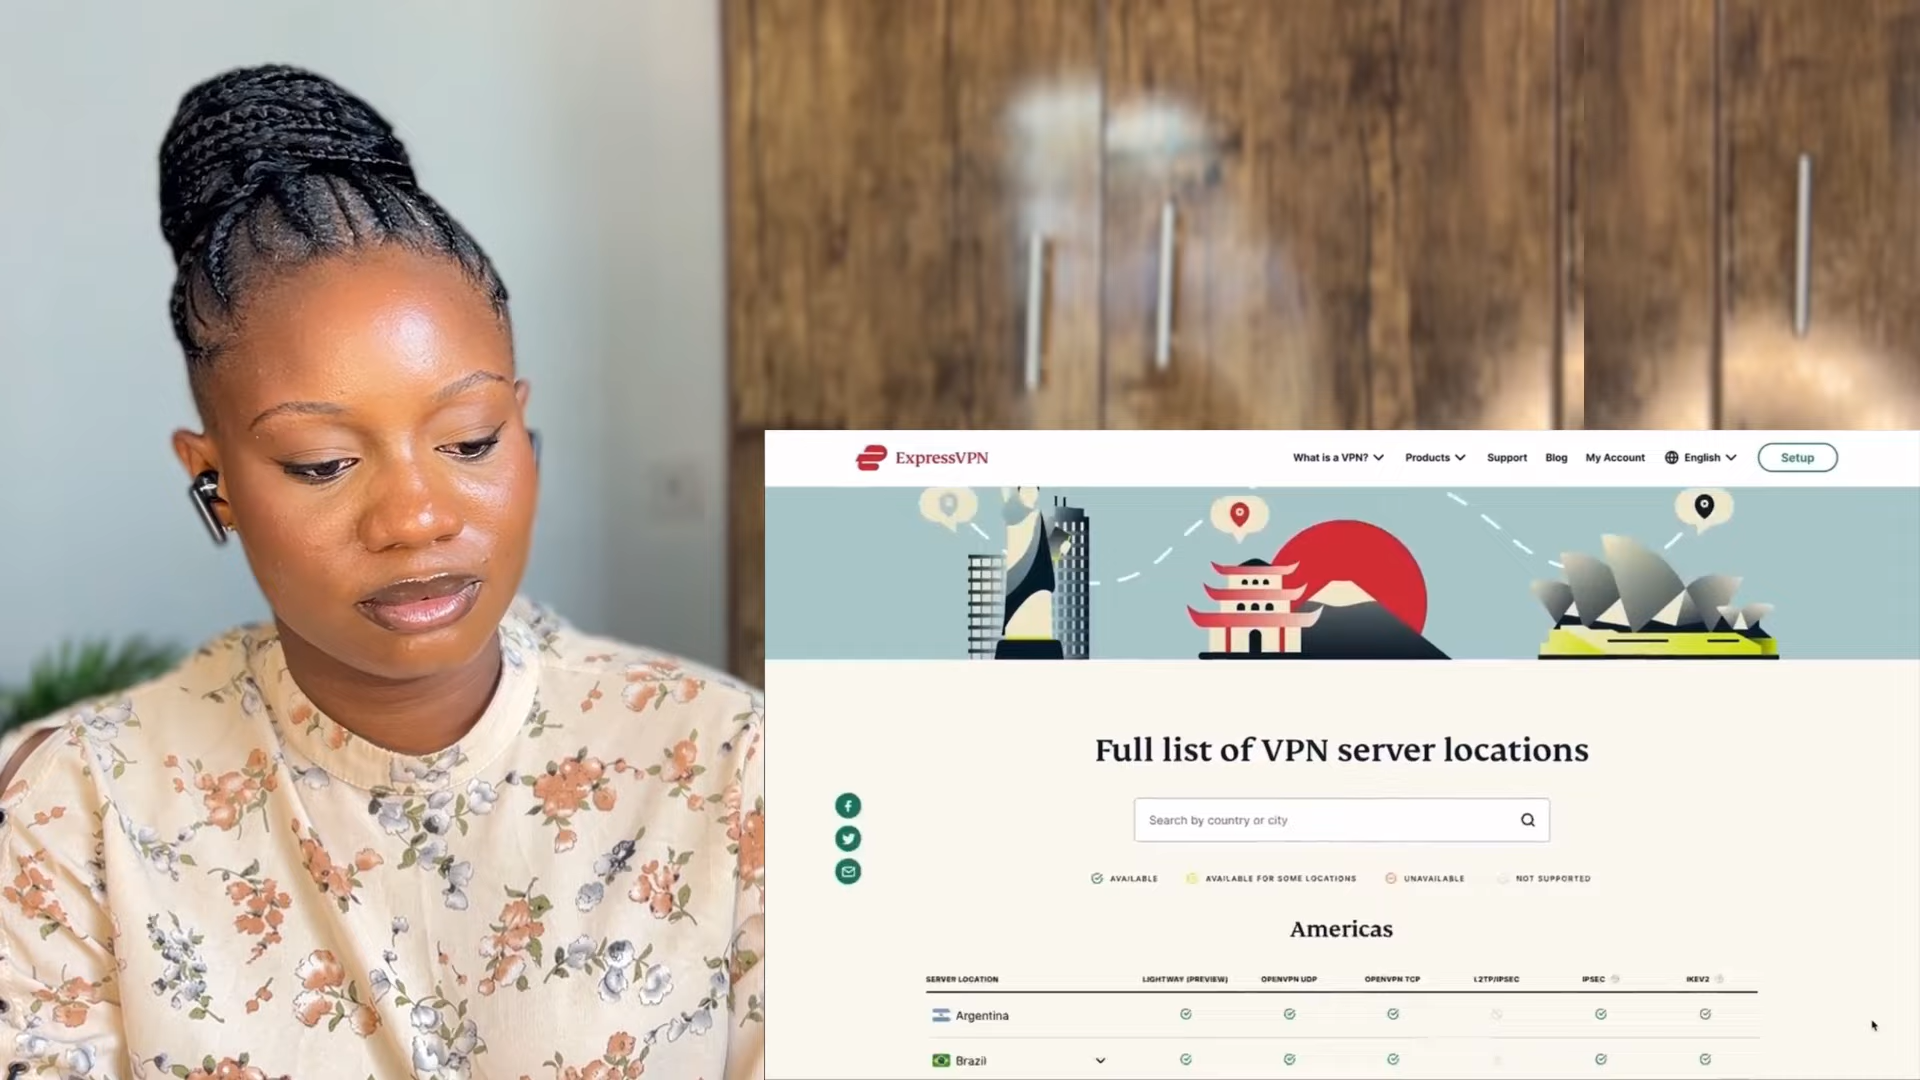 ExpressVPN
What is a VPN? Products Support Blog My Account English Setup
Full list of VPN server locations
Search by country or city
AVAILABLE AVAILABLE FOR SOME LOCATIONS UNAVAILABLE NOT SUPPORTED
Americas
SERVER LOCATION LIGHTWAY (PREVIEW) OPENVPN UDP OPENVPN TCP L2TP/IPSEC IPSEC IKEV2
Argentina
Brazil